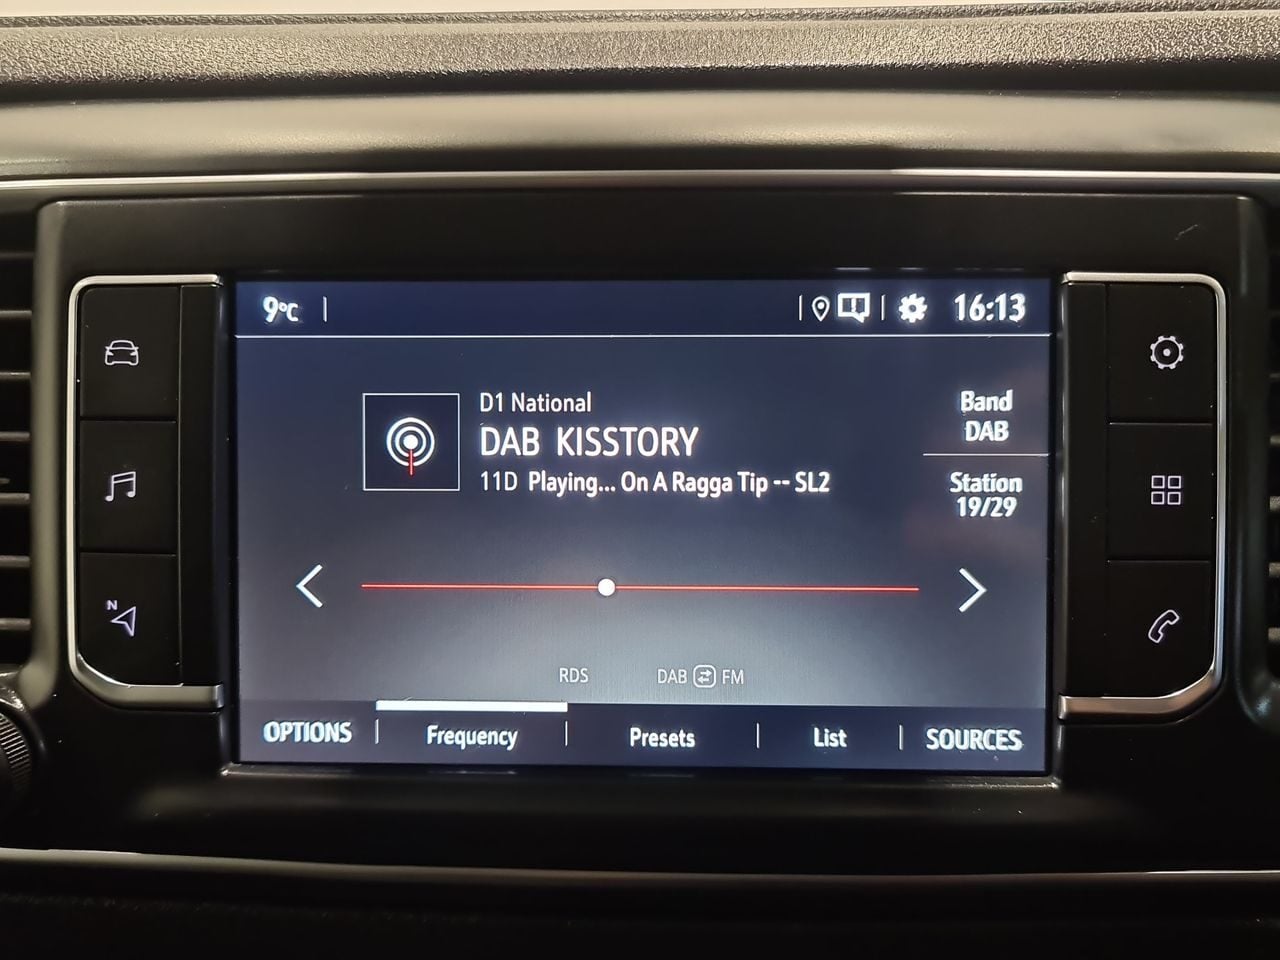 9°C
16:13
D1 National
DAB KISSTORY
11D Playing... On A Ragga Tip -- SL2
Band
DAB
Station
19/29
N
RDS
DAB FM
OPTIONS
Frequency
Presets
List
SOURCES